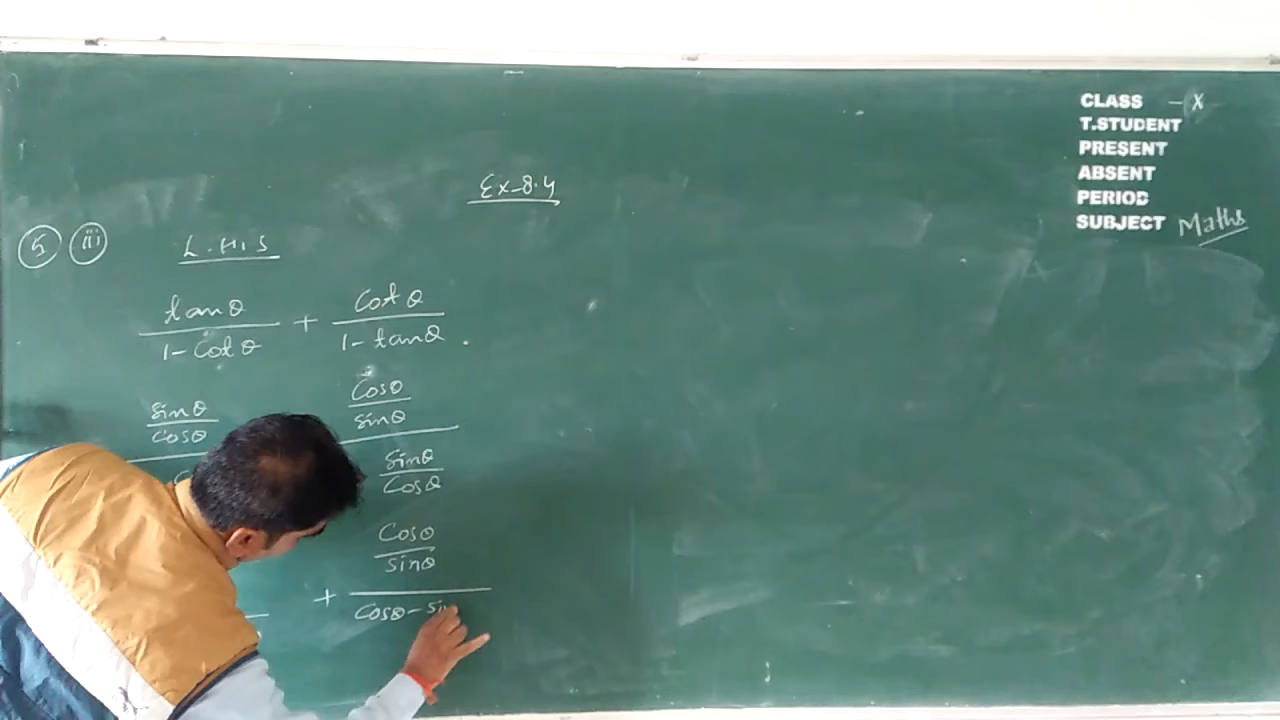 CLASS - X
T.STUDENT
PRESENT
ABSENT
PERIOD
SUBJECT Maths
Ex-8.4
5 iii L.H.S
tanθ / 1-Cotθ + Cotθ / 1-tanθ .
sinθ / cosθ Cosθ / sinθ
sinθ / Cosθ
Cosθ / sinθ
+ Cosθ - si